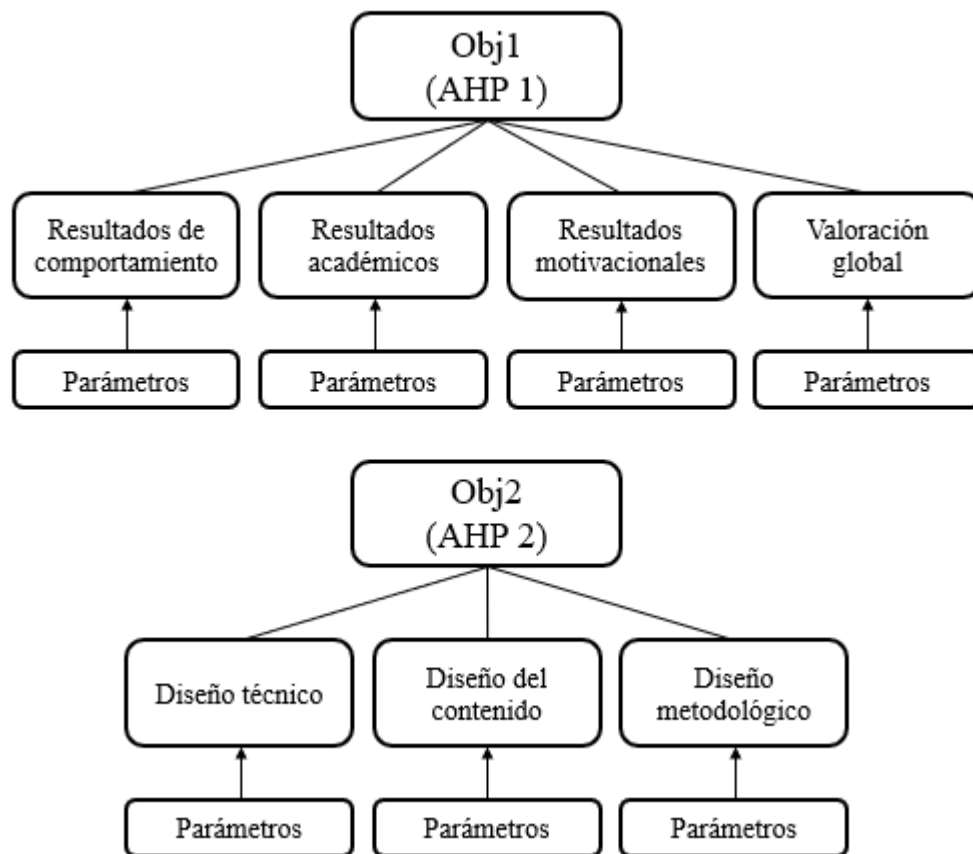 Obj1
(AHP 1)
Resultados de
comportamiento
Resultados
académicos
Resultados
motivacionales
Valoración
global
Parámetros
Parámetros
Parámetros
Parámetros
Obj2
(AHP 2)
Diseño técnico
Diseño del
contenido
Diseño
metodológico
Parámetros
Parámetros
Parámetros